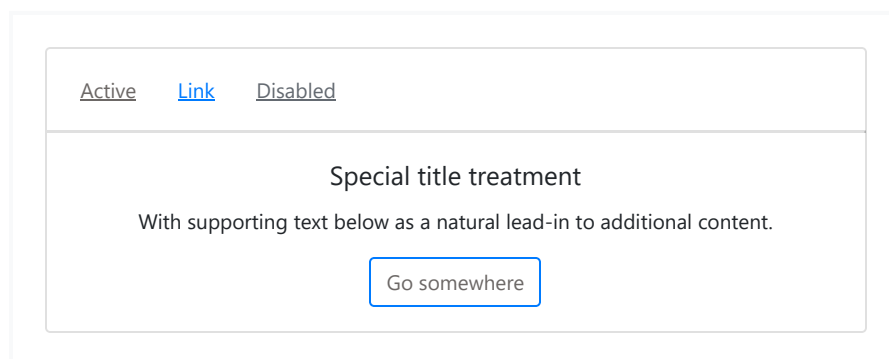 Active Link Disabled
Special title treatment
With supporting text below as a natural lead-in to additional content.
Go somewhere